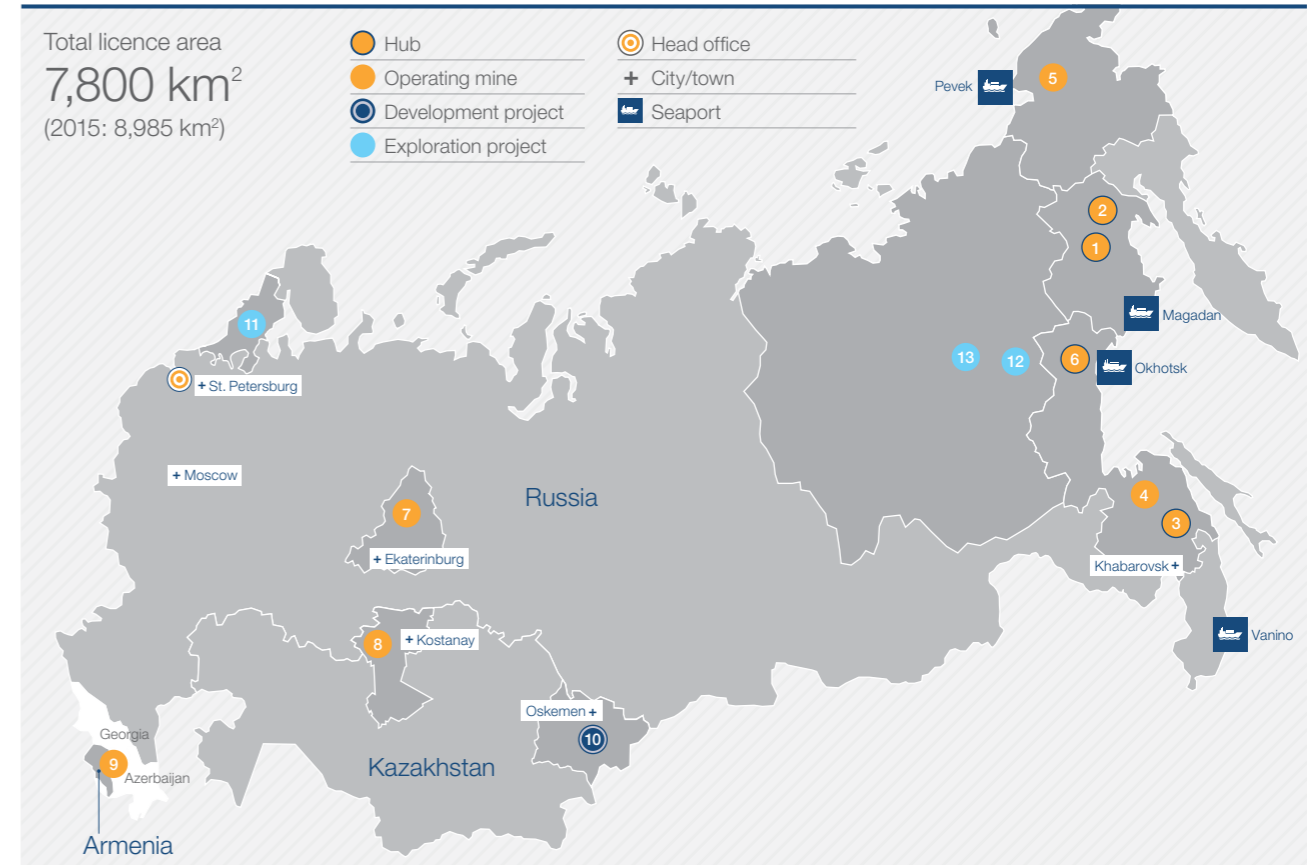 Total licence area
7,800 km²
(2015: 8,985 km²)
Hub
Operating mine
Development project
Exploration project
Head office
+ City/town
Seaport
Pevek
5
2
1
Magadan
11
13
12
6
Okhotsk
+ St. Petersburg
+ Moscow
Russia
4
7
3
+ Ekaterinburg
Khabarovsk +
8
+ Kostanay
Vanino
Oskemen +
10
Georgia
9
Azerbaijan
Kazakhstan
Armenia